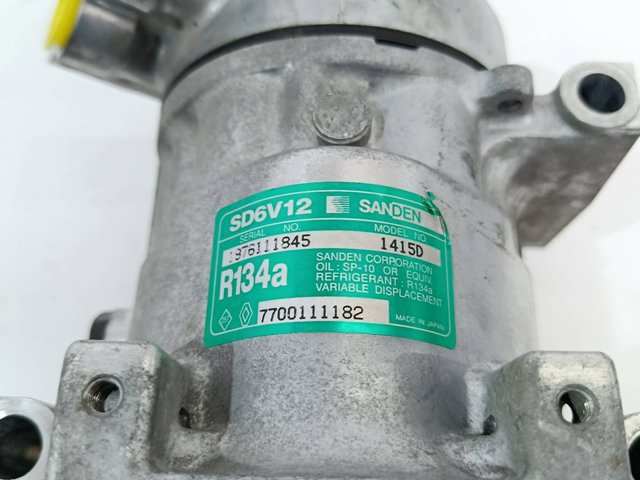 SD6V12 SANDEN
SERIAL NO. MODEL NO.
1976111845 1415D
R134a
SANDEN CORPORATION
OIL: SP-10 OR EQUIV.
REFRIGERANT: R134a
VARIABLE DISPLACEMENT
7700111182
MADE IN JAPAN